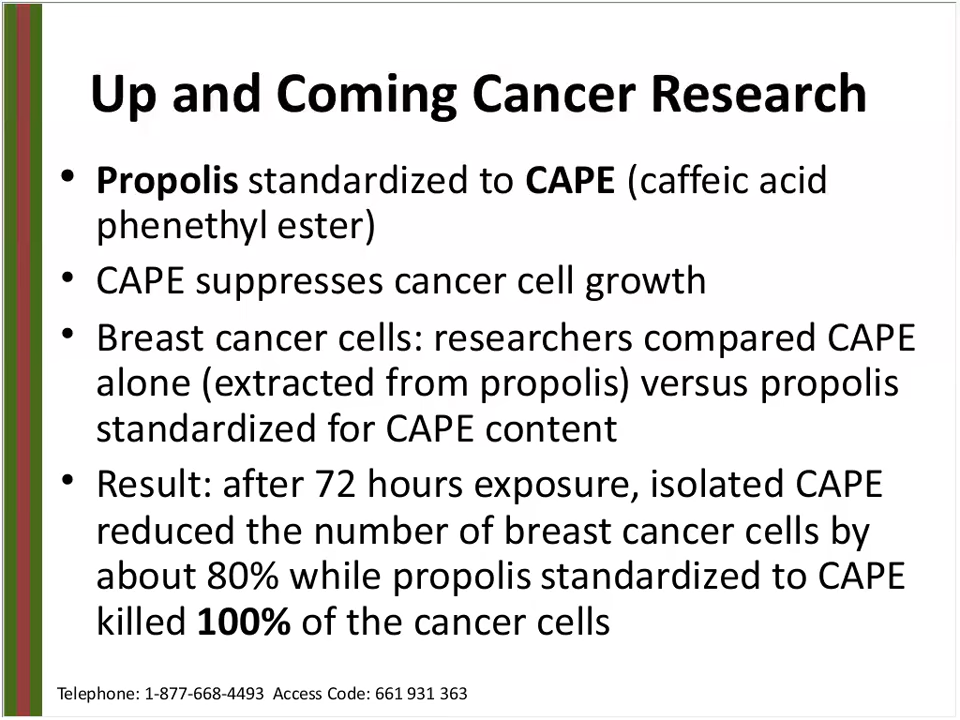 Up and Coming Cancer Research
• Propolis standardized to CAPE (caffeic acid
phenethyl ester)
• CAPE suppresses cancer cell growth
• Breast cancer cells: researchers compared CAPE
alone (extracted from propolis) versus propolis
standardized for CAPE content
• Result: after 72 hours exposure, isolated CAPE
reduced the number of breast cancer cells by
about 80% while propolis standardized to CAPE
killed 100% of the cancer cells
Telephone: 1-877-668-4493 Access Code: 661 931 363